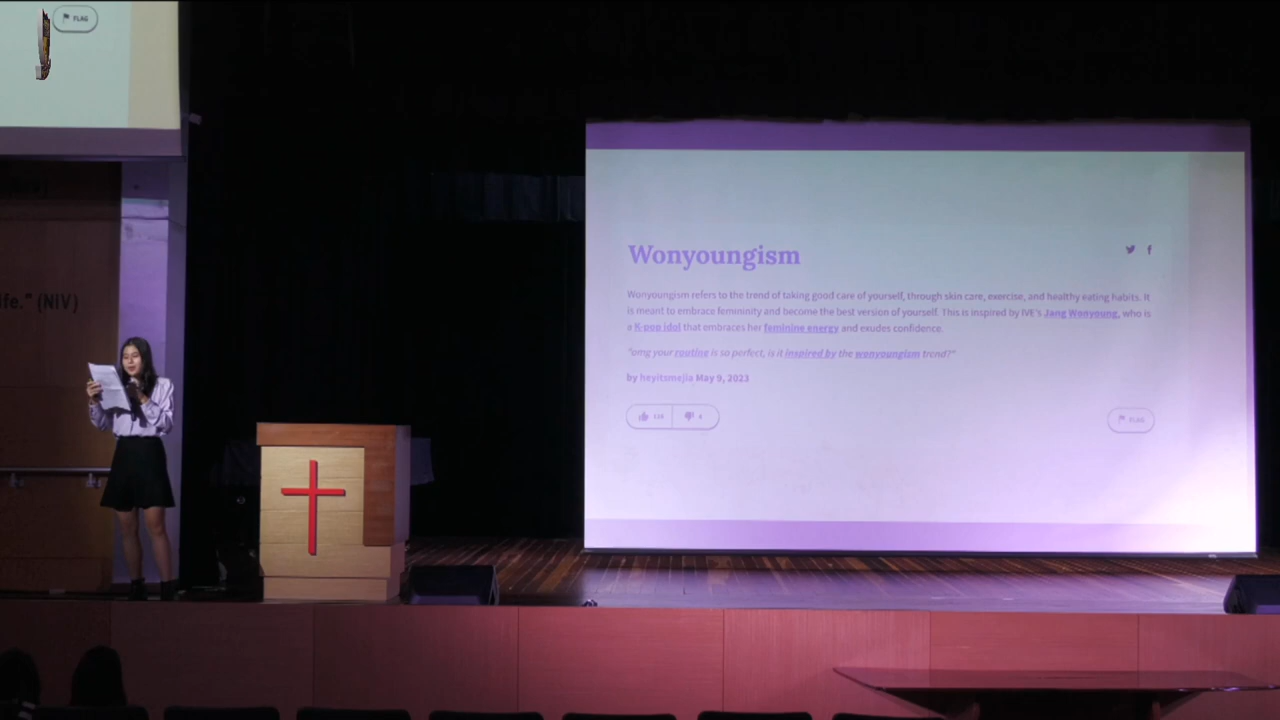 FLAG
ife." (NIV)
Wonyoungism
Wonyoungism refers to the trend of taking good care of yourself, through skin care, exercise, and healthy eating habits. It
is meant to embrace femininity and become the best version of yourself. This is inspired by IVE's Jang Wonyoung, who is
a K-pop idol that embraces her feminine energy and exudes confidence.
"omg your routine is so perfect, is it inspired by the wonyoungism trend?"
by heyitsmejia May 9, 2023
FLAG